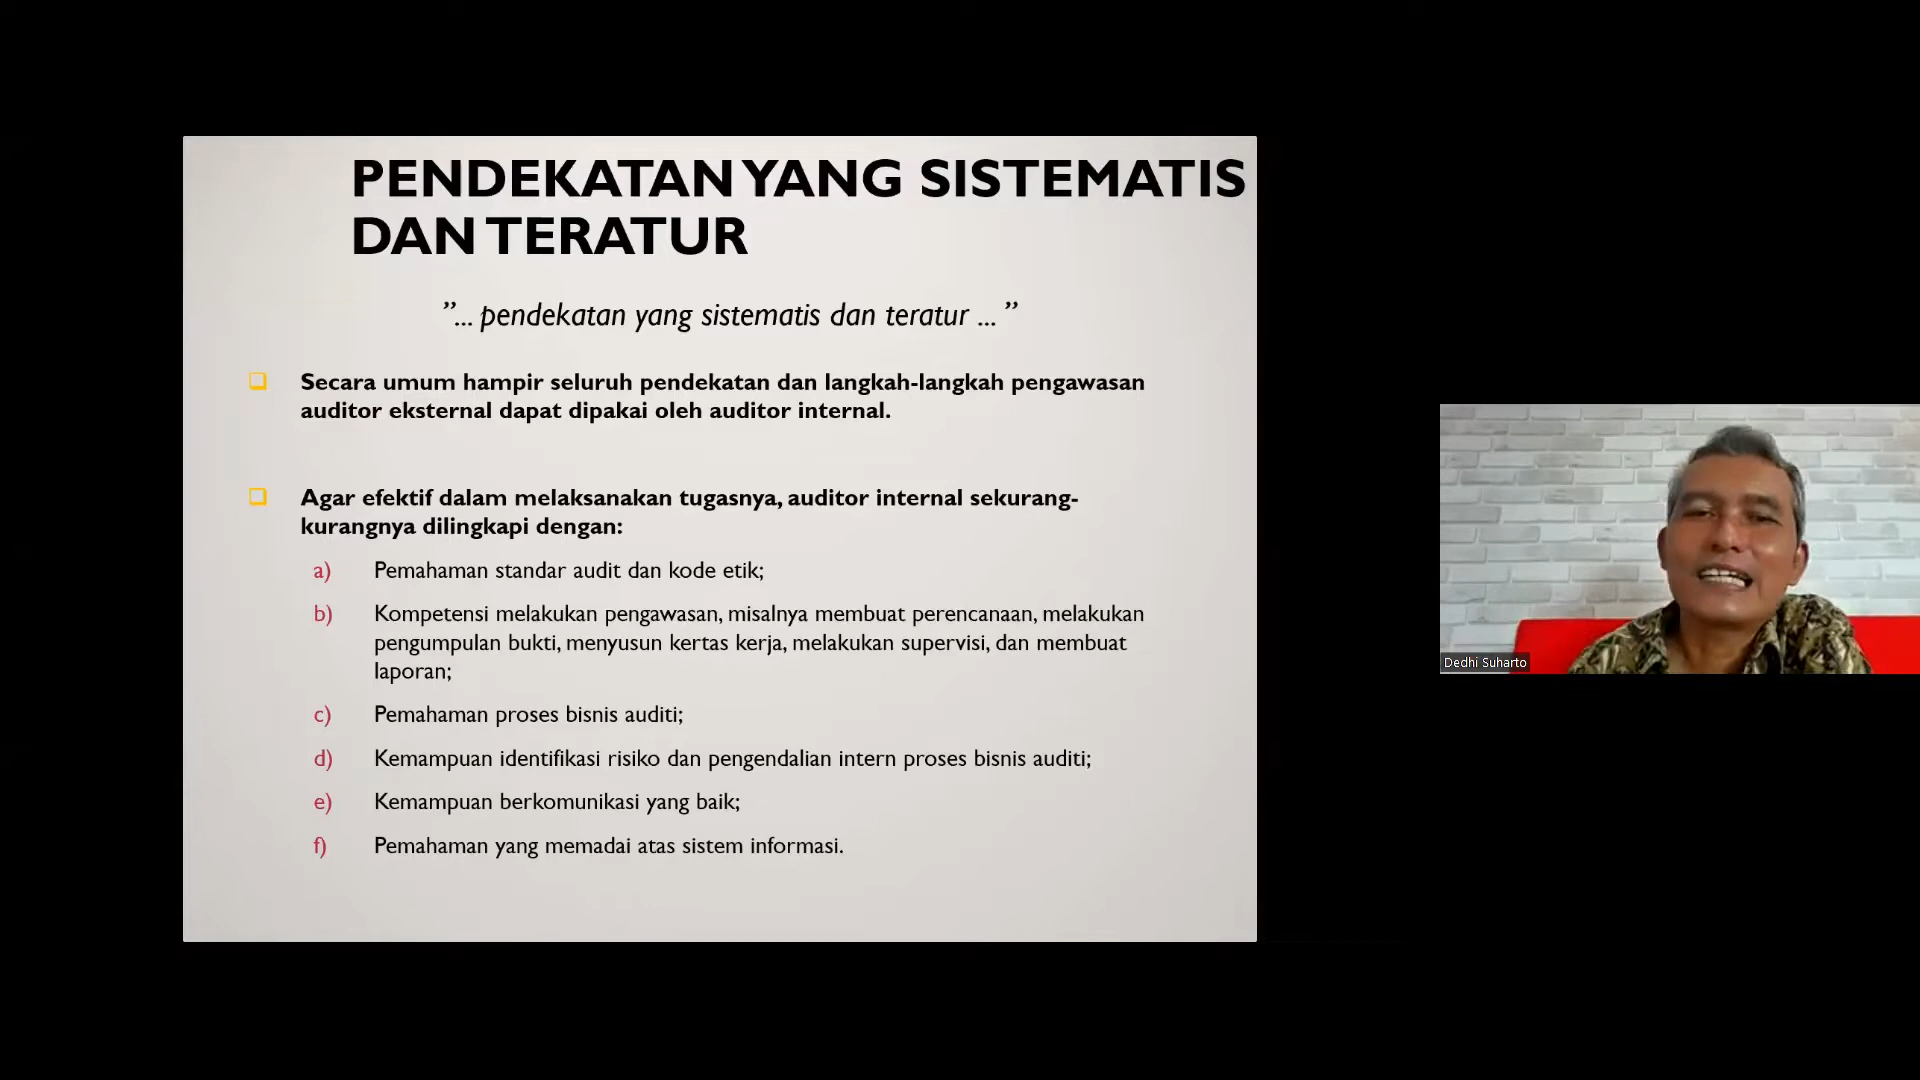 PENDEKATAN YANG SISTEMATIS
DAN TERATUR
”... pendekatan yang sistematis dan teratur ... ”
Secara umum hampir seluruh pendekatan dan langkah-langkah pengawasan
auditor eksternal dapat dipakai oleh auditor internal.
Agar efektif dalam melaksanakan tugasnya, auditor internal sekurang-
kurangnya dilingkapi dengan:
a) Pemahaman standar audit dan kode etik;
b) Kompetensi melakukan pengawasan, misalnya membuat perencanaan, melakukan
pengumpulan bukti, menyusun kertas kerja, melakukan supervisi, dan membuat
laporan;
c) Pemahaman proses bisnis auditi;
d) Kemampuan identifikasi risiko dan pengendalian intern proses bisnis auditi;
e) Kemampuan berkomunikasi yang baik;
f) Pemahaman yang memadai atas sistem informasi.
Dedhi Suharto